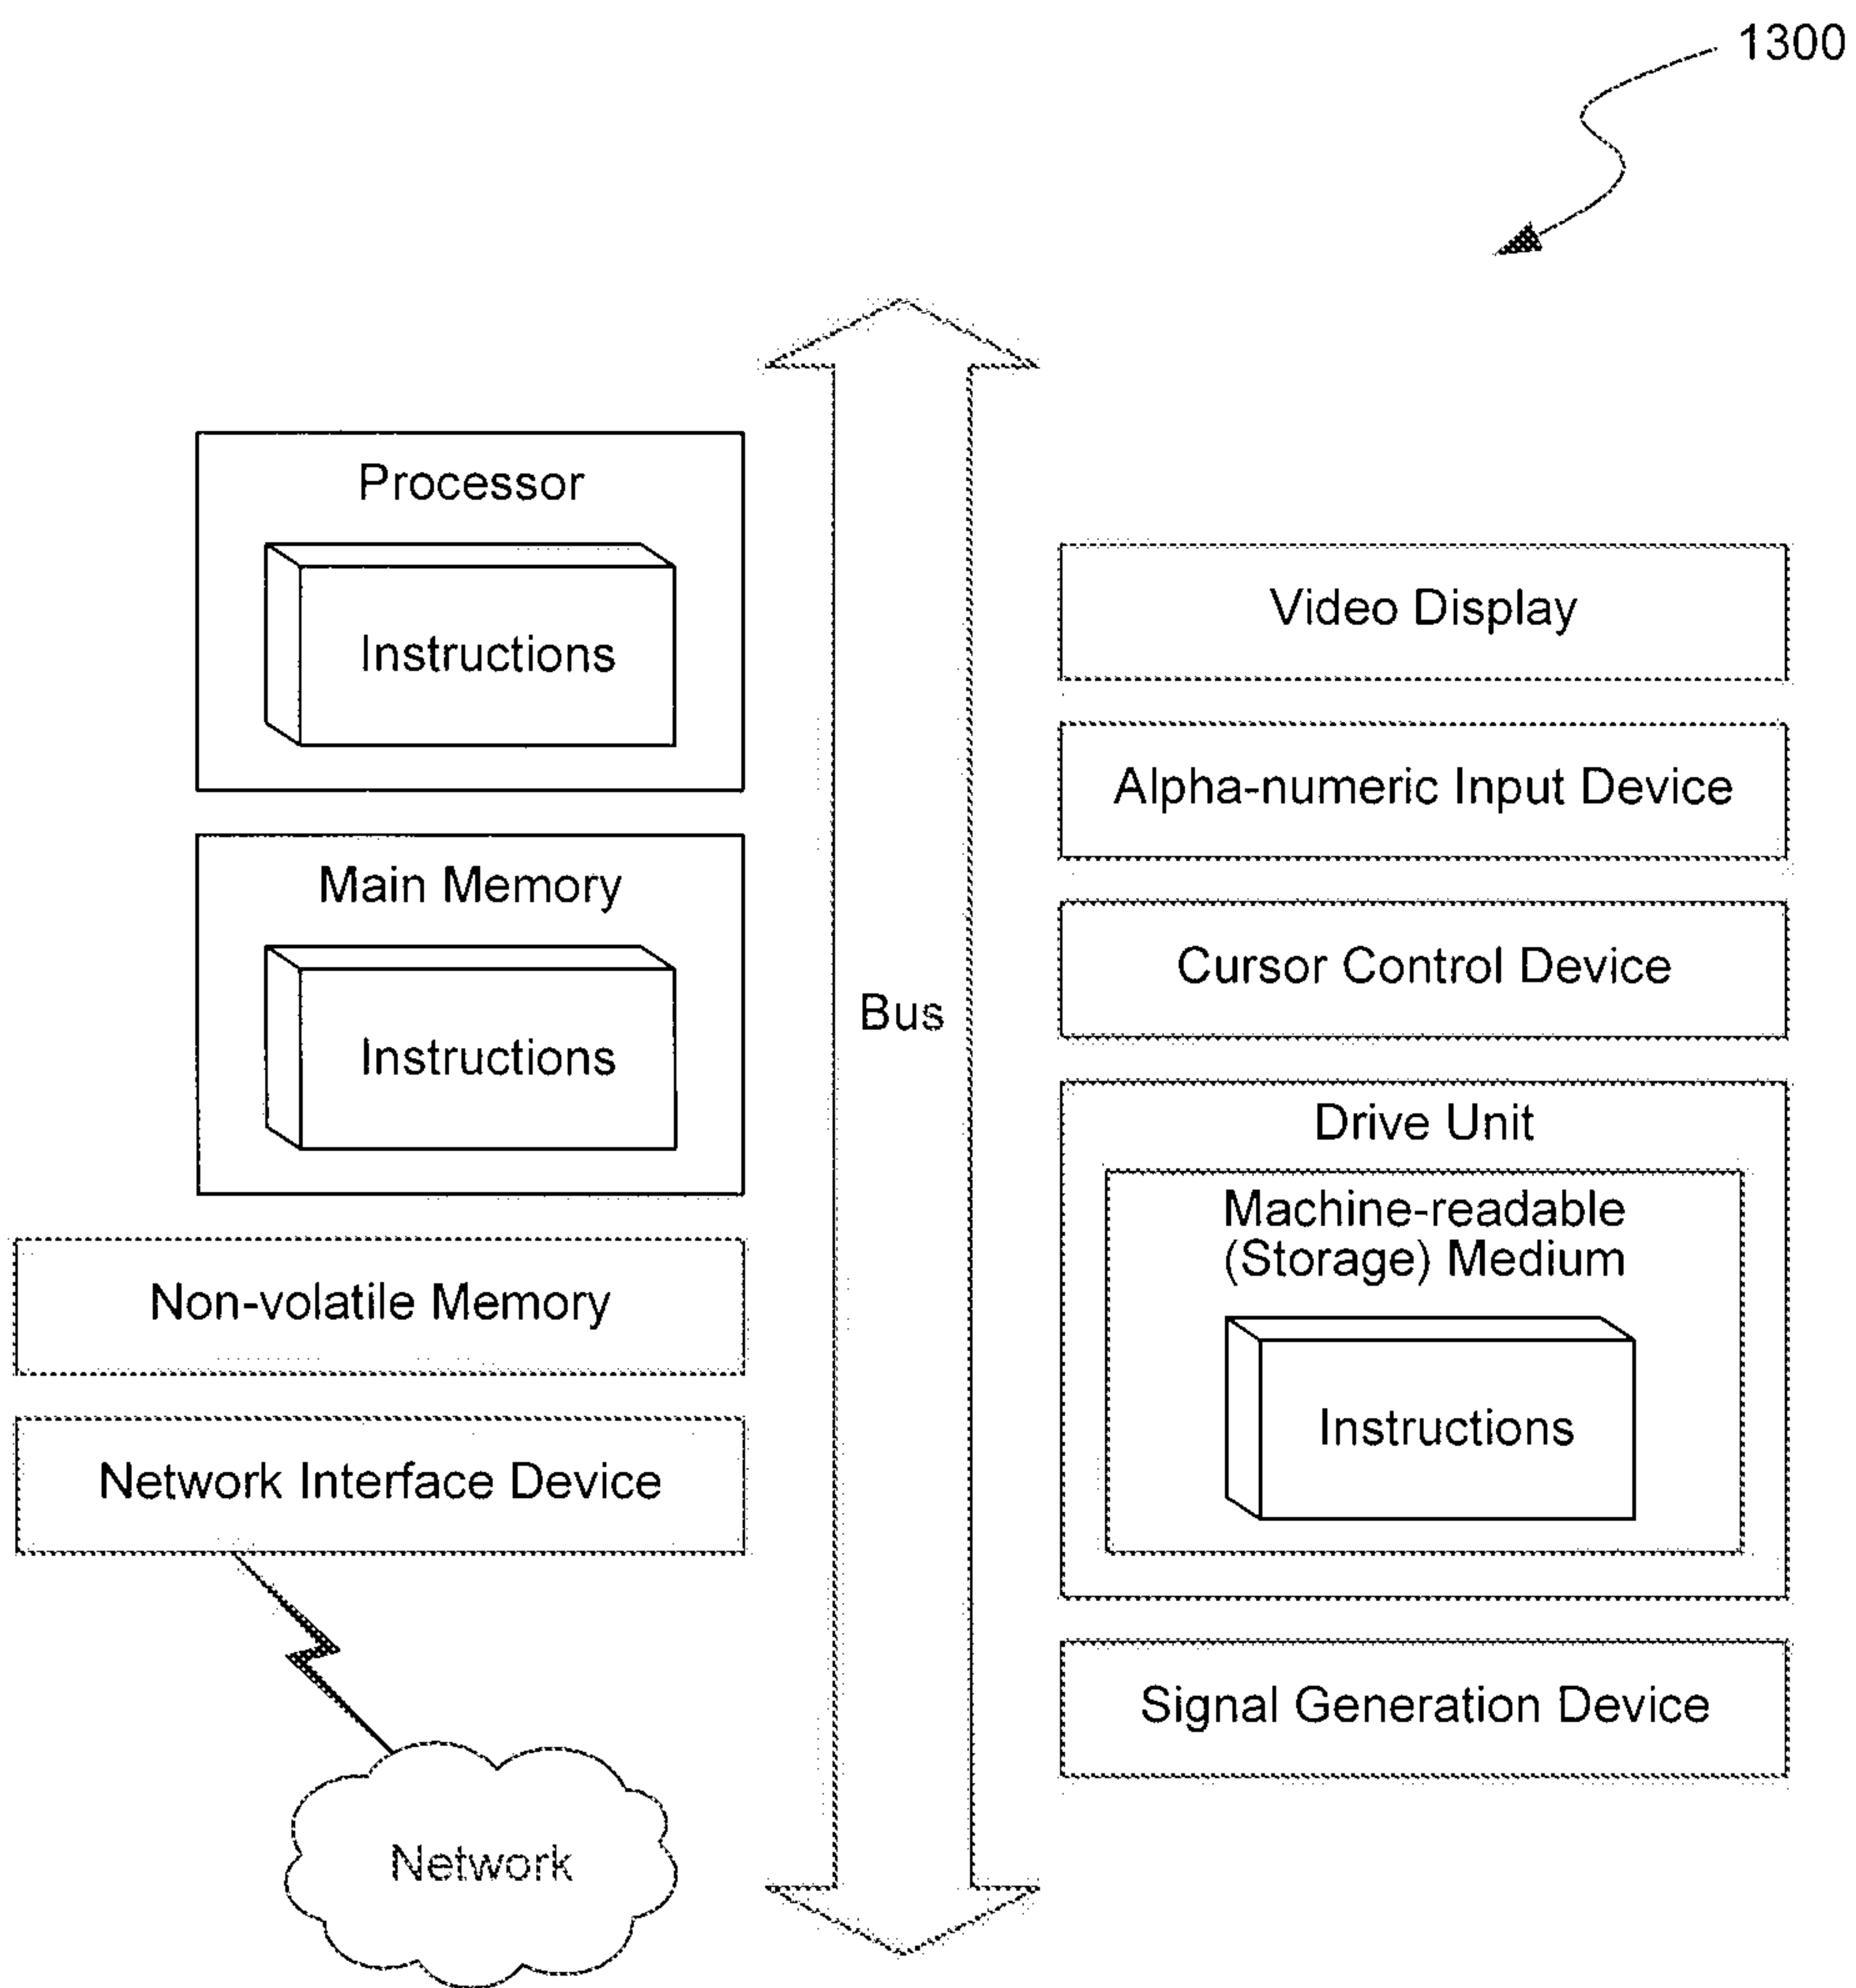 1300
Processor
Instructions
Main Memory
Instructions
Non-volatile Memory
Network Interface Device
Network
Bus
Video Display
Alpha-numeric Input Device
Cursor Control Device
Drive Unit
Machine-readable
(Storage) Medium
Instructions
Signal Generation Device